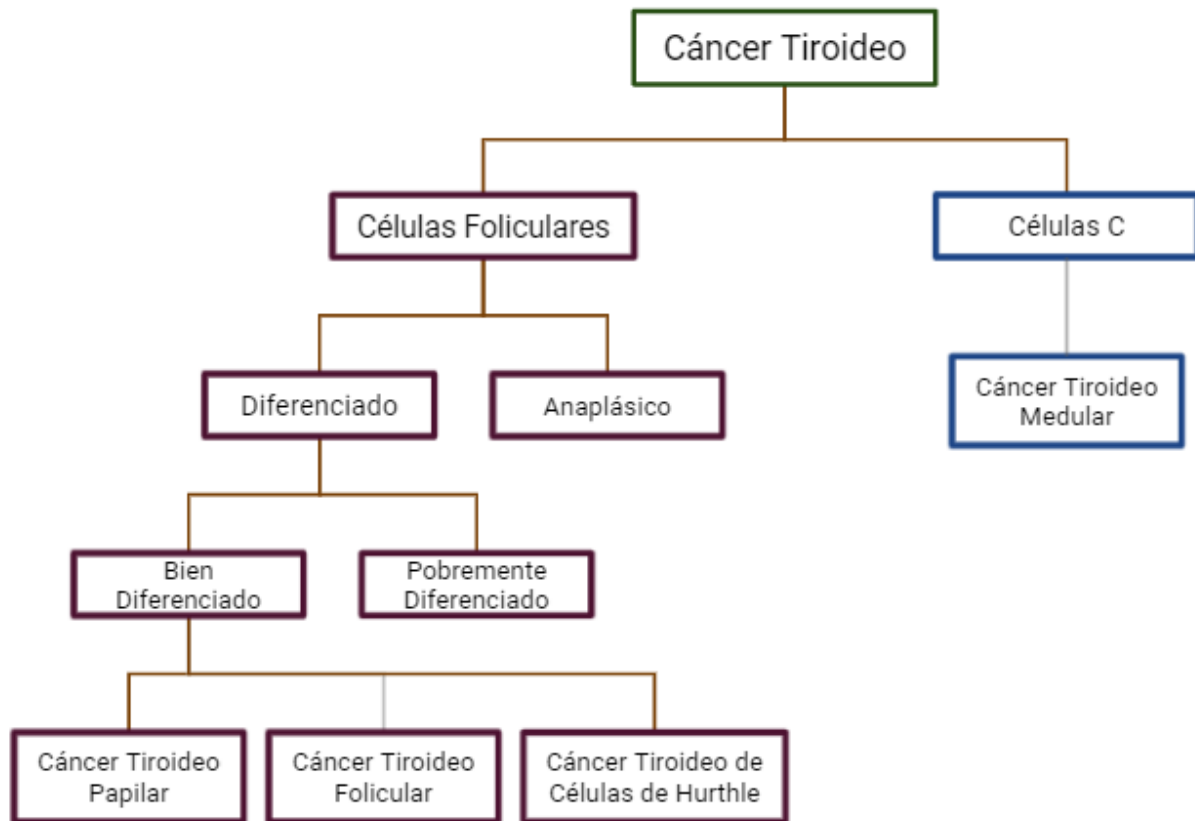 Cáncer Tiroideo
Células Foliculares
Células C
Diferenciado
Anaplásico
Cáncer Tiroideo
Medular
Bien
Diferenciado
Pobremente
Diferenciado
Cáncer Tiroideo
Papilar
Cáncer Tiroideo
Folicular
Cáncer Tiroideo de
Células de Hurthle